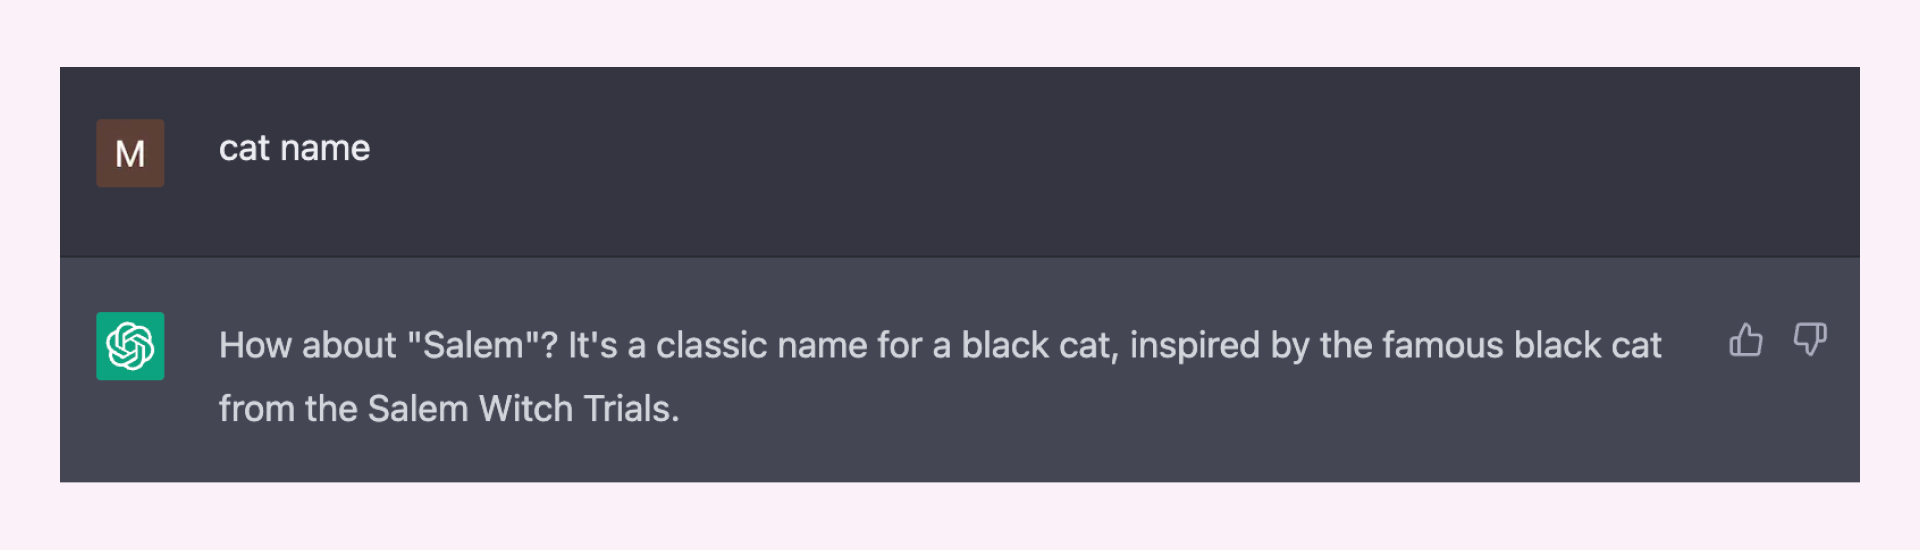 M
cat name
How about "Salem"? It's a classic name for a black cat, inspired by the famous black cat
from the Salem Witch Trials.